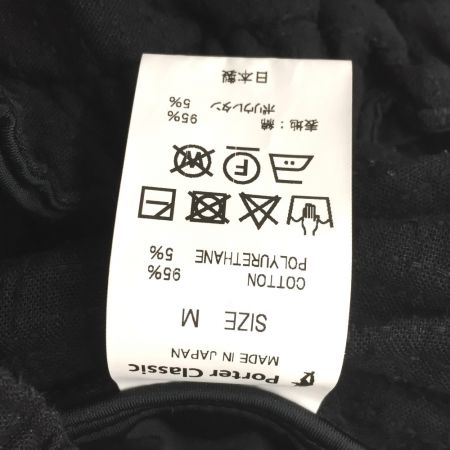 Porter Classic
MADE IN JAPAN
SIZE M
COTTON 95%
POLYURETHANE 5%
F
W
表地：綿 95%
ポリウレタン 5%
日本製